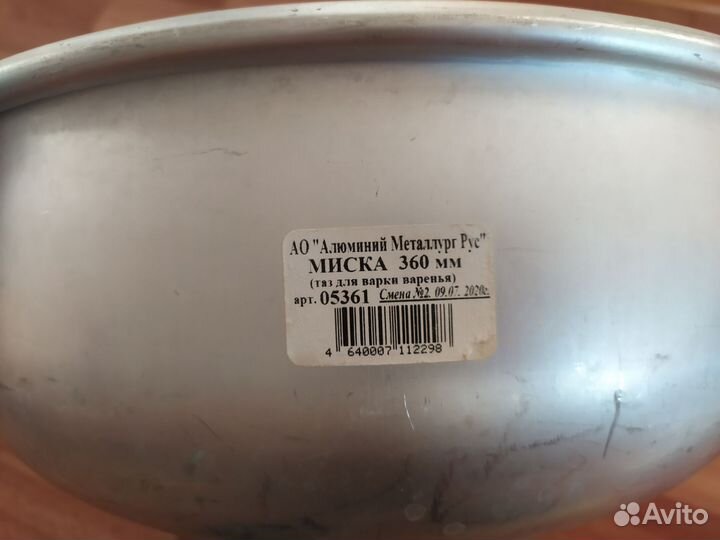 АО "Алюминий Металлург Рус"
МИСКА 360 мм
(таз для варки варенья)
арт. 05361 Смена №2. 09.07. 2020г.
4 640007 112298
Avito